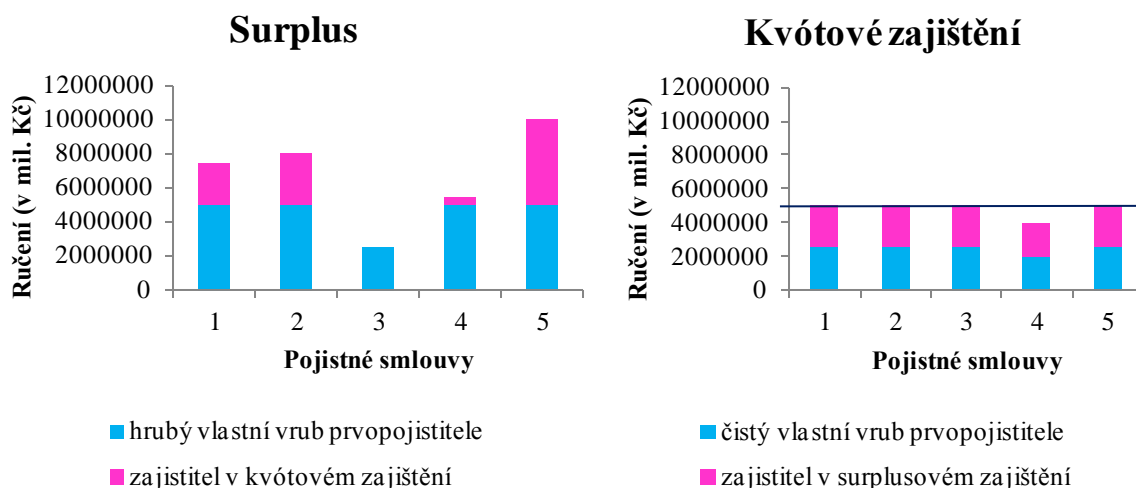 Surplus
12000000
10000000
8000000
6000000
4000000
2000000
0
Ručení (v mil. Kč)
1 2 3 4 5
Pojistné smlouvy
hrubý vlastní vrub prvopojistitele
zajistitel v kvótovém zajištění
Kvótové zajištění
12000000
10000000
8000000
6000000
4000000
2000000
0
Ručení (v mil. Kč)
1 2 3 4 5
Pojistné smlouvy
čistý vlastní vrub prvopojistitele
zajistitel v surplusovém zajištění